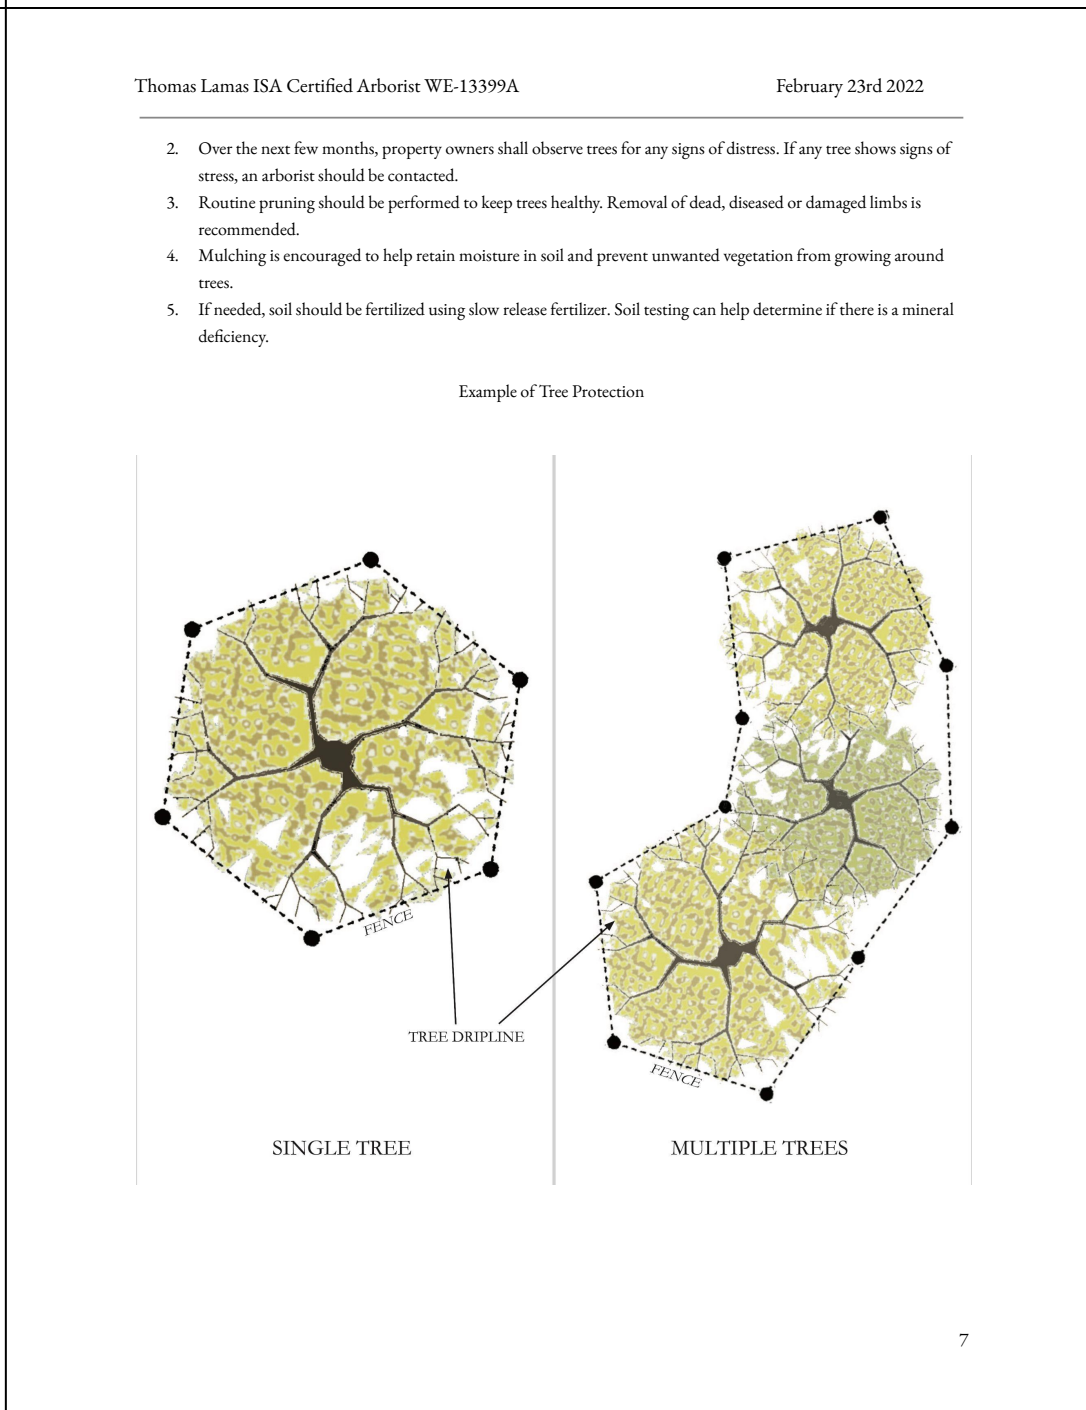 Thomas Lamas ISA Certified Arborist WE-13399A February 23rd 2022
2. Over the next few months, property owners shall observe trees for any signs of distress. If any tree shows signs of
stress, an arborist should be contacted.
3. Routine pruning should be performed to keep trees healthy. Removal of dead, diseased or damaged limbs is
recommended.
4. Mulching is encouraged to help retain moisture in soil and prevent unwanted vegetation from growing around
trees.
5. If needed, soil should be fertilized using slow release fertilizer. Soil testing can help determine if there is a mineral
deficiency.
Example of Tree Protection
FENCE
TREE DRIPLINE
FENCE
SINGLE TREE
MULTIPLE TREES
7